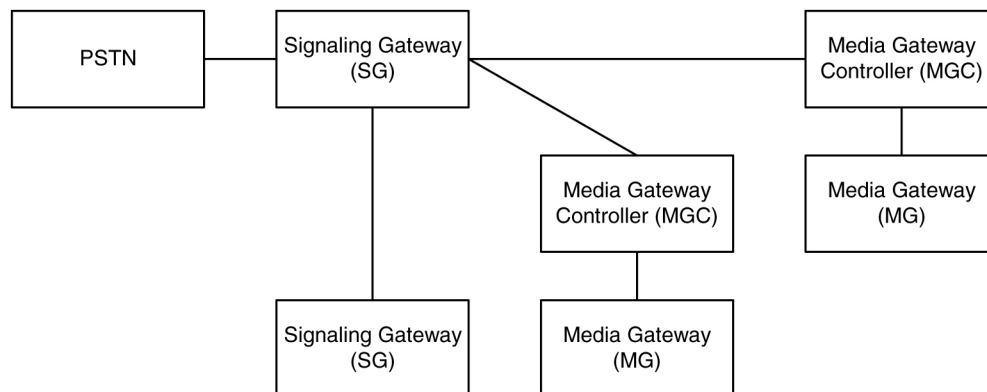 PSTN
Signaling Gateway
(SG)
Media Gateway
Controller (MGC)
Media Gateway
Controller (MGC)
Media Gateway
(MG)
Signaling Gateway
(SG)
Media Gateway
(MG)